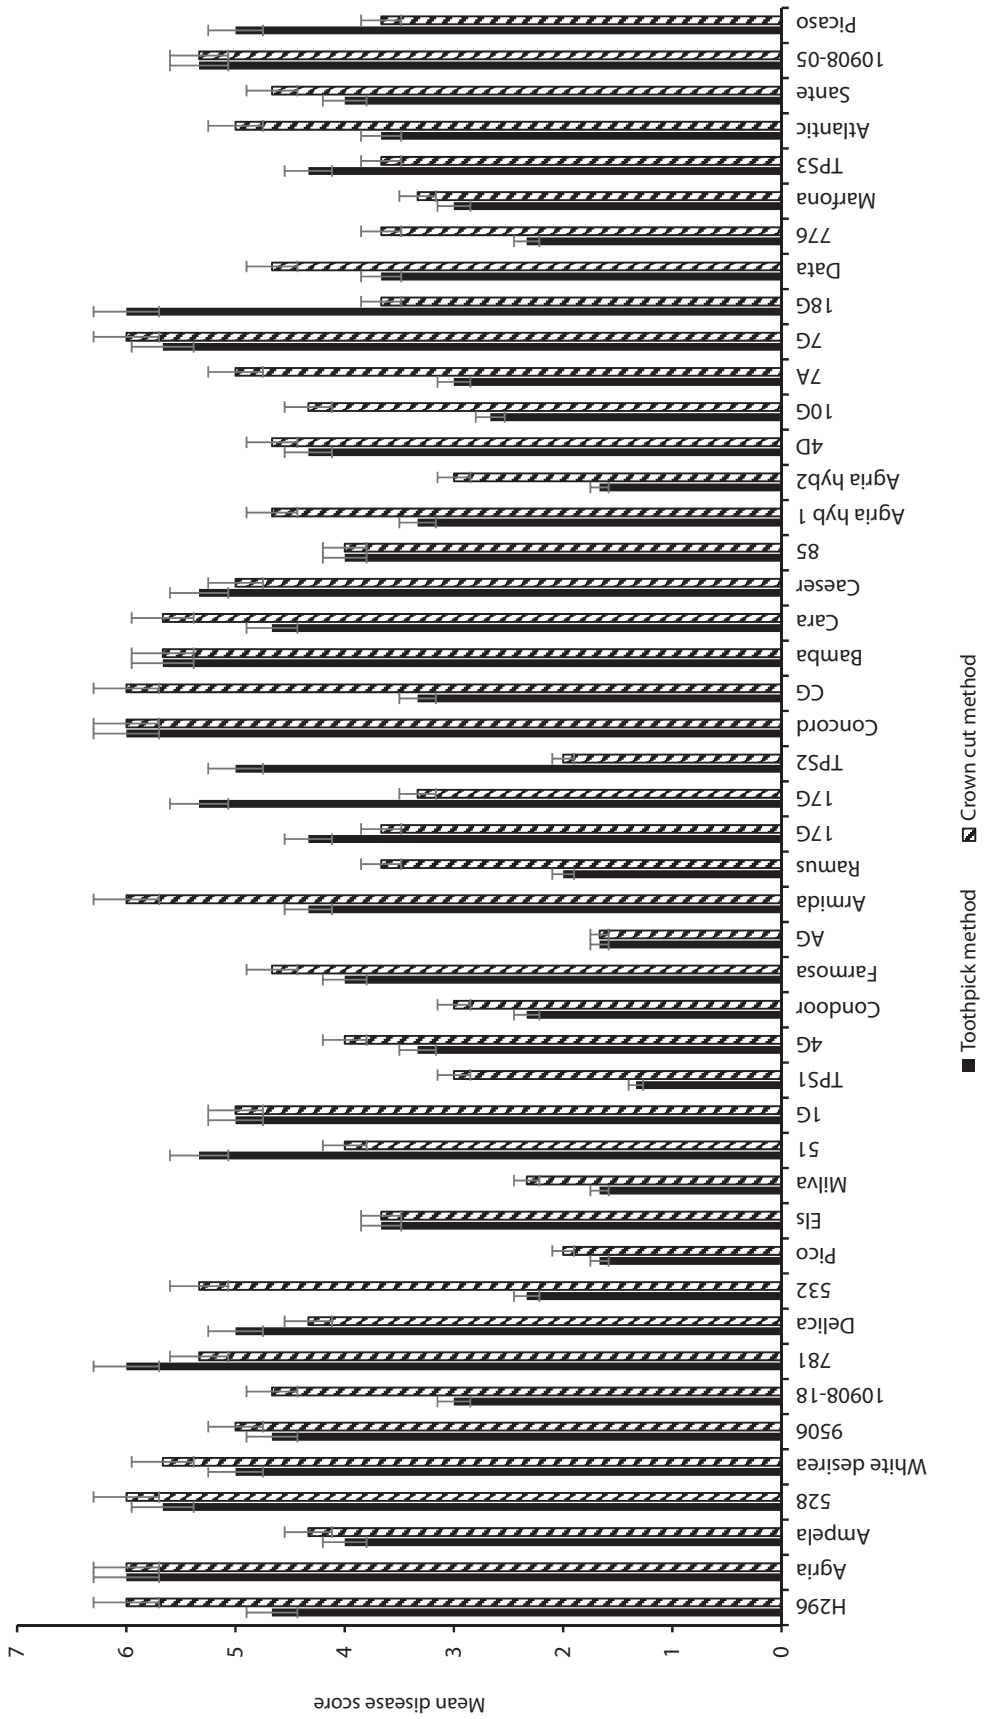 Mean disease score
7
6
5
4
3
2
1
0
H296
Agria
Ampela
528
White desirea
9506
10908-18
781
Delica
532
Pico
Els
Milva
51
1G
TPS1
4G
Condoor
Farmosa
AG
Armida
Ramus
17G
17G
TPS2
Concord
CG
Bamba
Cara
Caeser
85
Agria hyb 1
Agria hyb2
4D
10G
7A
7G
18G
Data
776
Marfona
TPS3
Atlantic
Sante
10908-05
Picaso
Toothpick method
Crown cut method